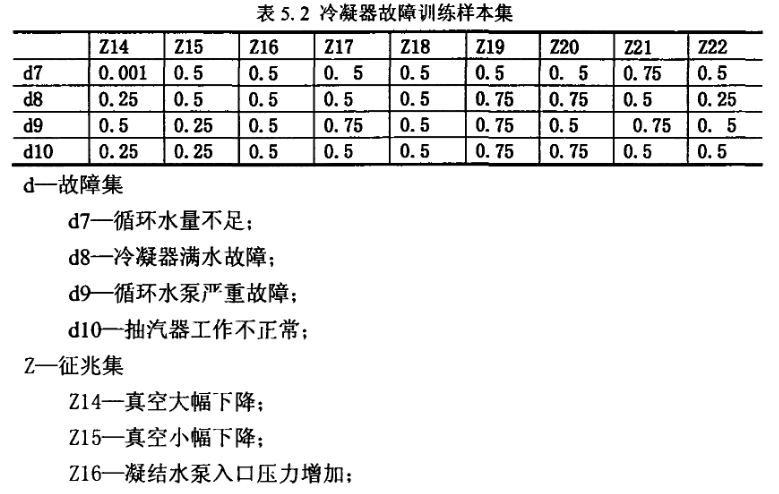 表 5.2 冷凝器故障训练样本集
Z14 Z15 Z16 Z17 Z18 Z19 Z20 Z21 Z22
d7 0.001 0.5 0.5 0. 5 0.5 0.5 0. 5 0.75 0.5
d8 0.25 0.5 0.5 0.5 0.5 0.75 0.75 0.5 0.25
d9 0.5 0.25 0.5 0.75 0.5 0.75 0.5 0.75 0. 5
d10 0.25 0.25 0.5 0.5 0.5 0.75 0.75 0.5 0.5
d—故障集
d7—循环水量不足；
d8—冷凝器满水故障；
d9—循环水泵严重故障；
d10—抽汽器工作不正常；
Z—征兆集
Z14—真空大幅下降；
Z15—真空小幅下降；
Z16—凝结水泵入口压力增加；